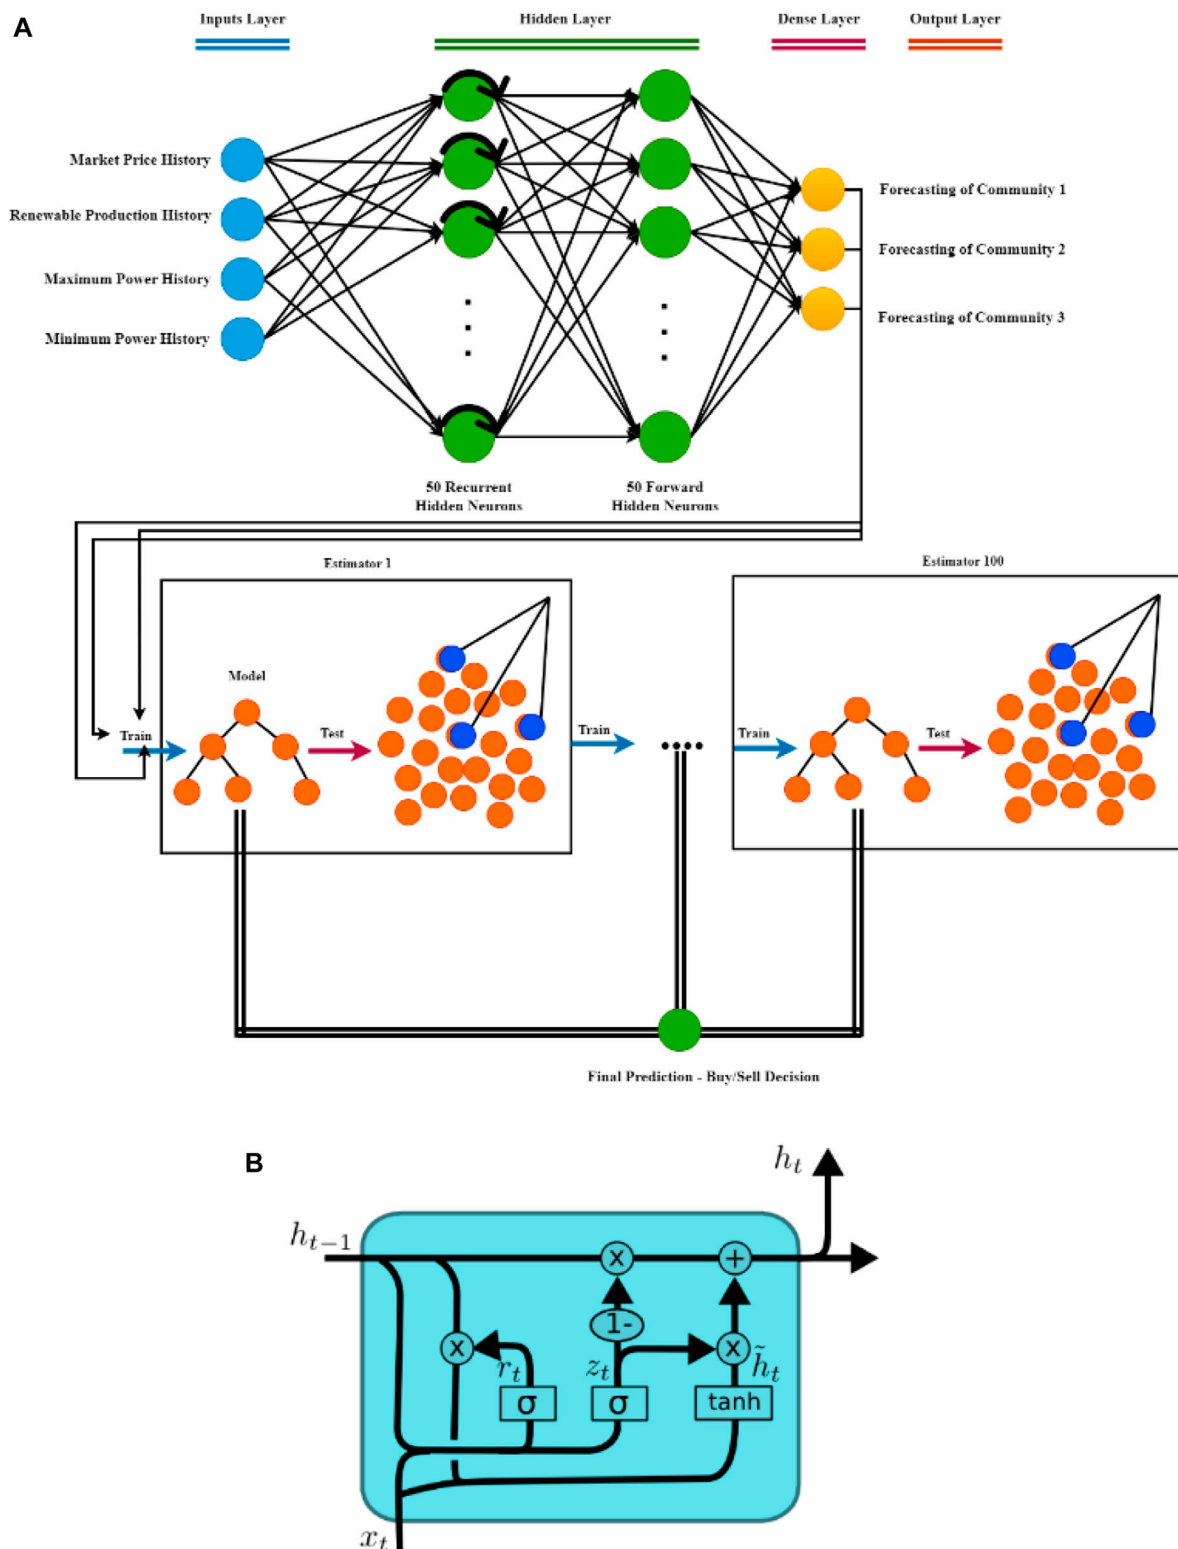 A
Inputs Layer Hidden Layer Dense Layer Output Layer
Market Price History
Renewable Production History
Maximum Power History
Minimum Power History
Forecasting of Community 1
Forecasting of Community 2
Forecasting of Community 3
50 Recurrent
Hidden Neurons
50 Forward
Hidden Neurons
Estimator 1
Estimator 100
Model
Train
Test
Train
Train
Test
Final Prediction - Buy/Sell Decision
B
h_t
h_{t-1}
x
+
1-
x
r_t
z_t
x
h̃_t
σ
σ
tanh
x_t